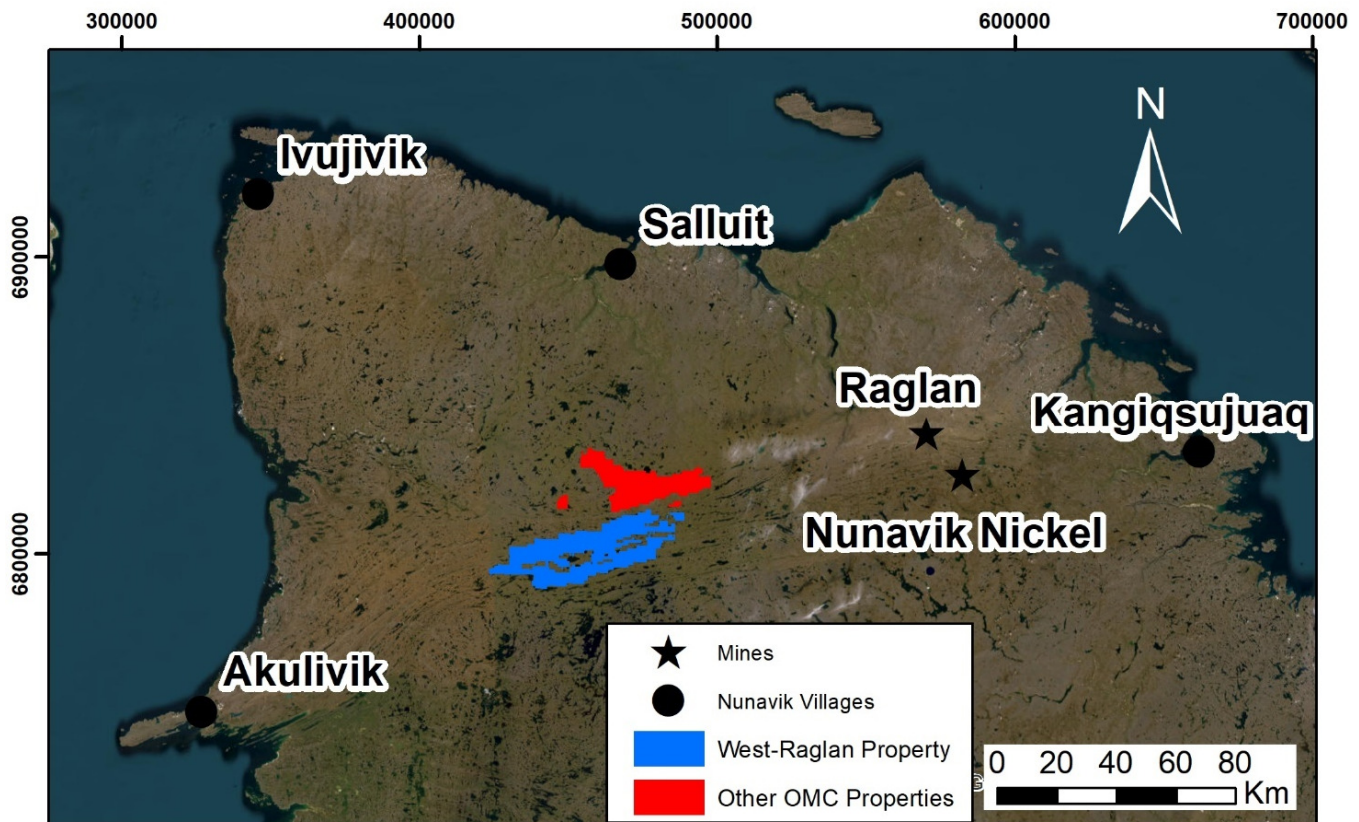 300000 400000 500000 600000 700000
N
Ivujivik
Salluit
6900000
Raglan
Kangiqsujuaq
Nunavik Nickel
6800000
Akulivik
Mines
Nunavik Villages
West-Raglan Property
Other OMC Properties
0 20 40 60 80
Km